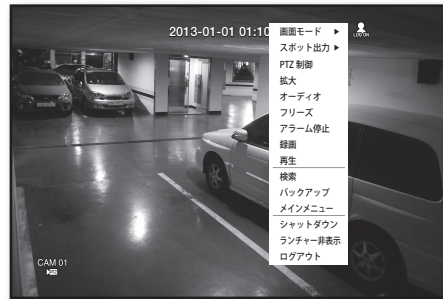 2013-01-01 01:10
LOG ON
画面モード
スポット出力
PTZ 制御
拡大
オーディオ
フリーズ
アラーム停止
録画
再生
検索
バックアップ
メインメニュー
シャットダウン
ランチャー非表示
ログアウト
CAM 01